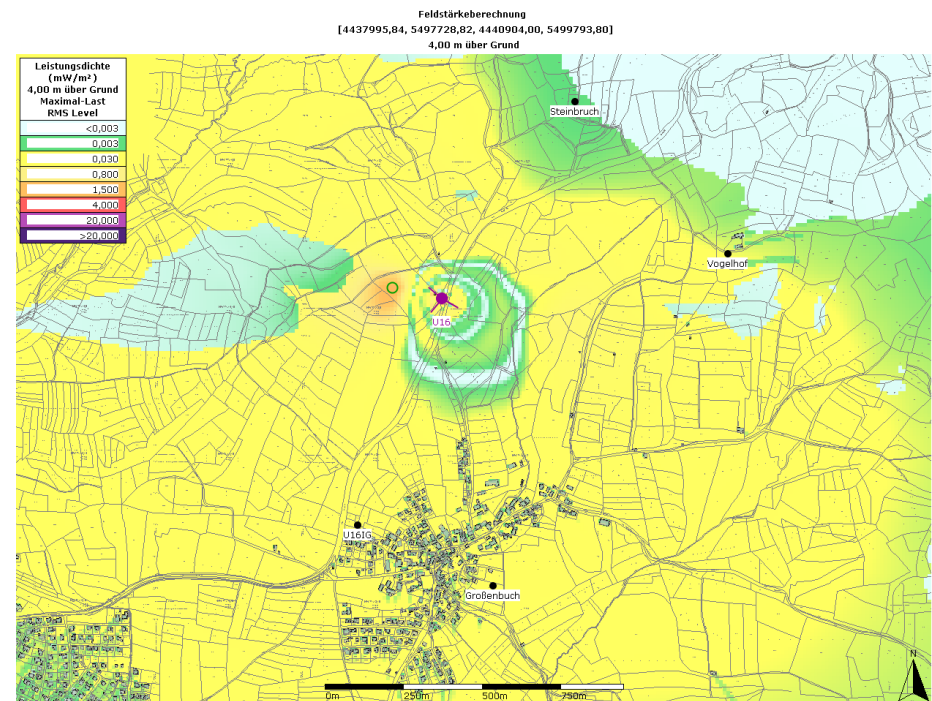 Feldstärkeberechnung
[4437995,84, 5497728,82, 4440904,00, 5499793,80]
4,00 m über Grund
Leistungsdichte
(mW/m²)
4,00 m über Grund
Maximal-Last
RMS Level
<0,003
0,003
0,030
0,800
1,500
4,000
20,000
>20,000
Steinbruch
Vogelhof
U16
U16IG
Großenbuch
N
0m 250m 500m 750m